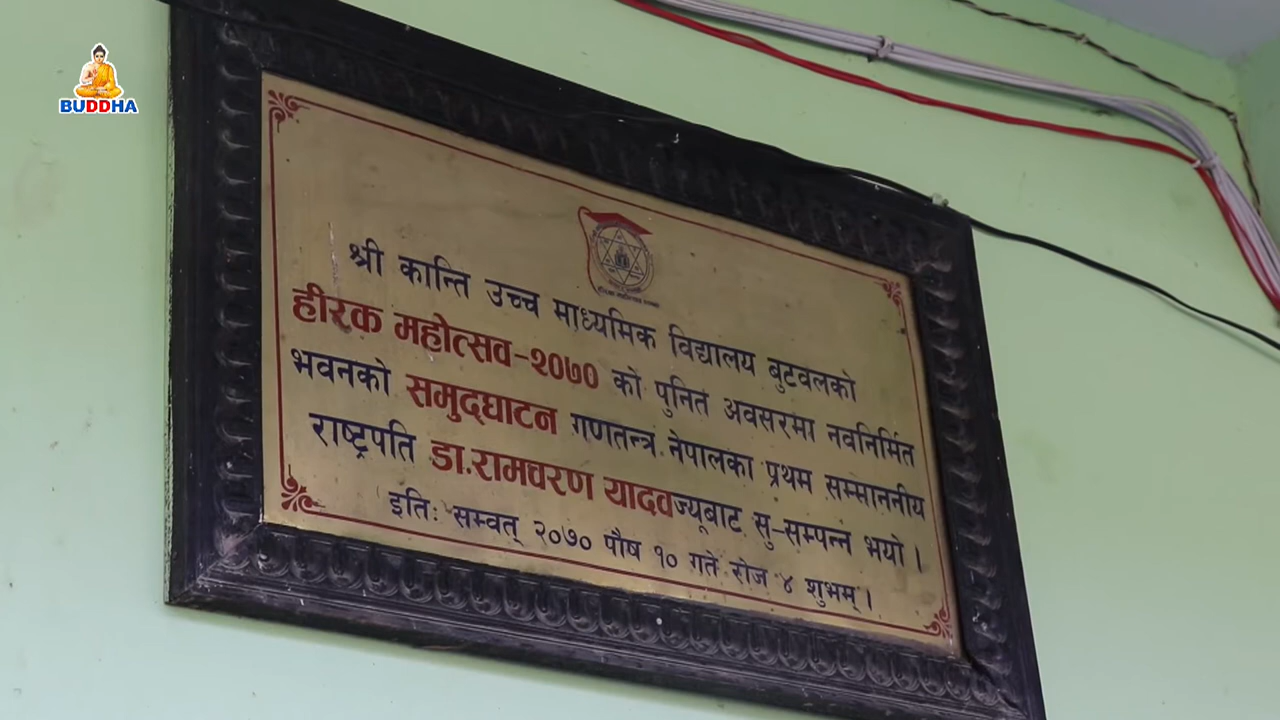 BUDDHA
श्री कान्ति उच्च माध्यमिक विद्यालय बुटवलको
हीरक महोत्सव-२०७० को पुनित अवसरमा नवनिर्मित
भवनको समुद्घाटन गणतन्त्र नेपालका प्रथम सम्माननीय
राष्ट्रपति डा.रामचरण यादवज्यूबाट सु-सम्पन्न भयो ।
इतिः सम्वत् २०७० पौष १० गते रोज ४ शुभम् ।